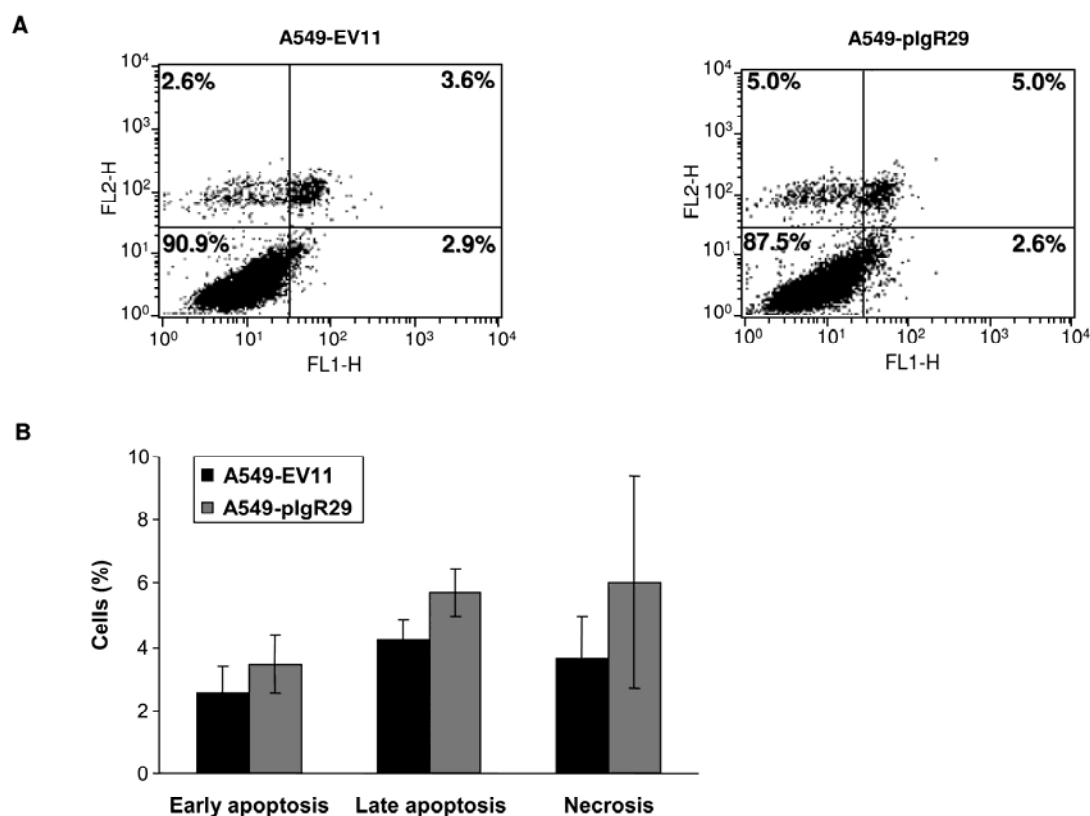 A
A549-EV11
10⁴
10³
10²
10¹
10⁰
FL2-H
2.6%
3.6%
90.9%
2.9%
10⁰ 10¹ 10² 10³ 10⁴
FL1-H
A549-pIgR29
10⁴
10³
10²
10¹
10⁰
FL2-H
5.0%
5.0%
87.5%
2.6%
10⁰ 10¹ 10² 10³ 10⁴
FL1-H
B
10
8
6
4
2
0
Cells (%)
A549-EV11
A549-pIgR29
Early apoptosis
Late apoptosis
Necrosis